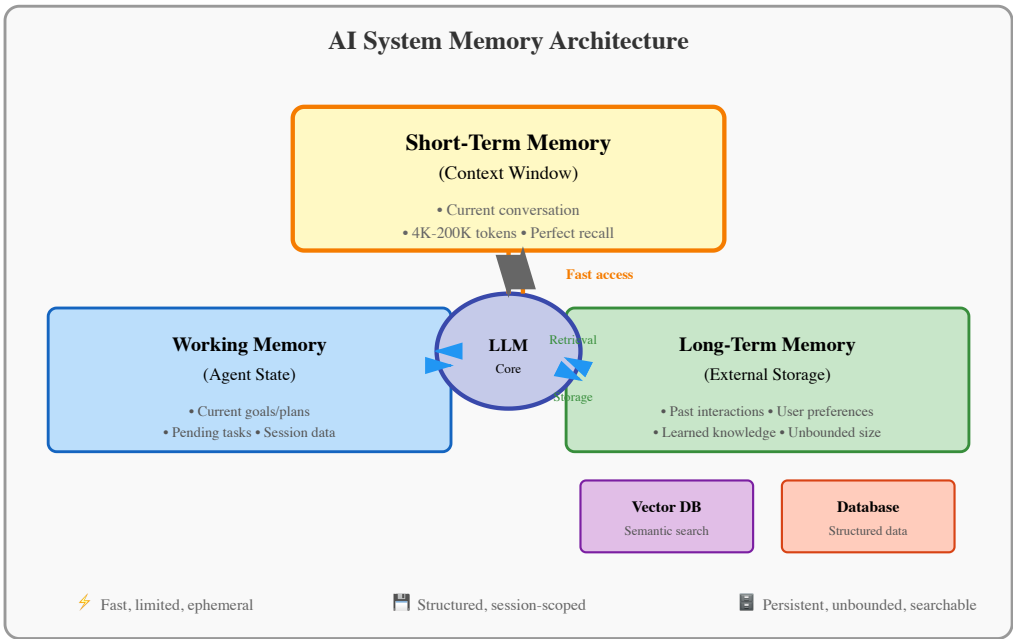 AI System Memory Architecture
Short-Term Memory
(Context Window)
• Current conversation
• 4K-200K tokens • Perfect recall
Fast access
Working Memory
(Agent State)
• Current goals/plans
• Pending tasks • Session data
LLM
Core
Retrieval
Storage
Long-Term Memory
(External Storage)
• Past interactions • User preferences
• Learned knowledge • Unbounded size
Vector DB
Semantic search
Database
Structured data
⚡ Fast, limited, ephemeral
💾 Structured, session-scoped
🗄️ Persistent, unbounded, searchable